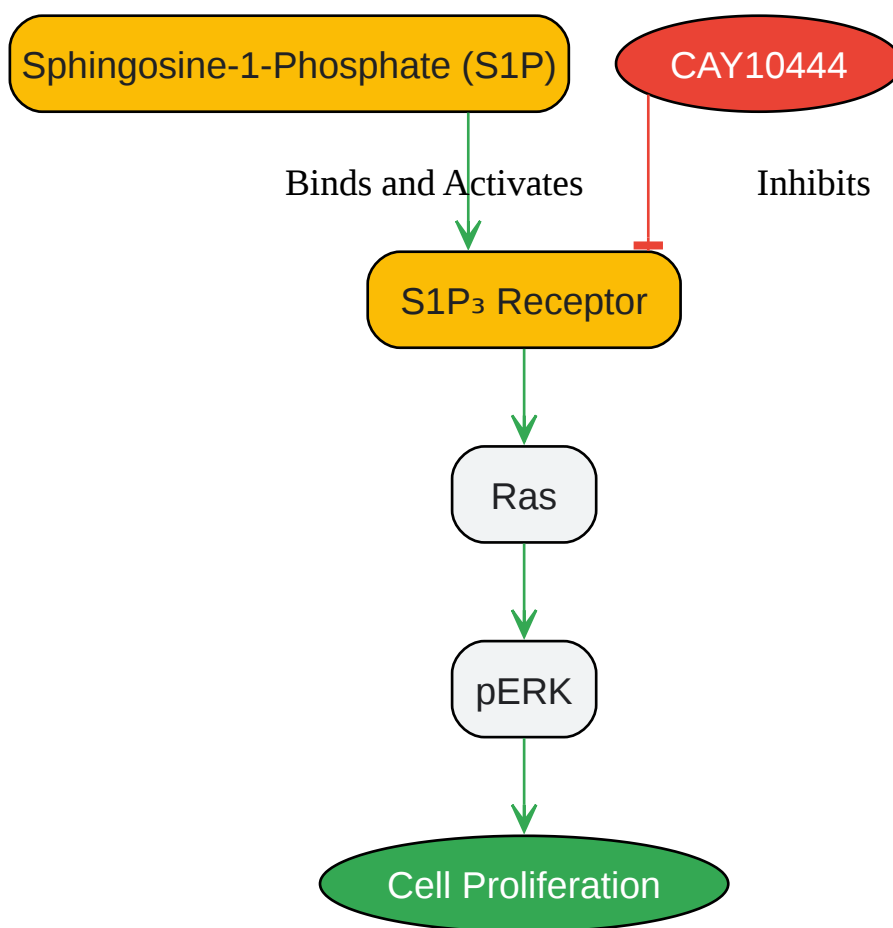 Sphingosine-1-Phosphate (S1P)
CAY10444
Binds and Activates
Inhibits
S1P₃ Receptor
Ras
pERK
Cell Proliferation